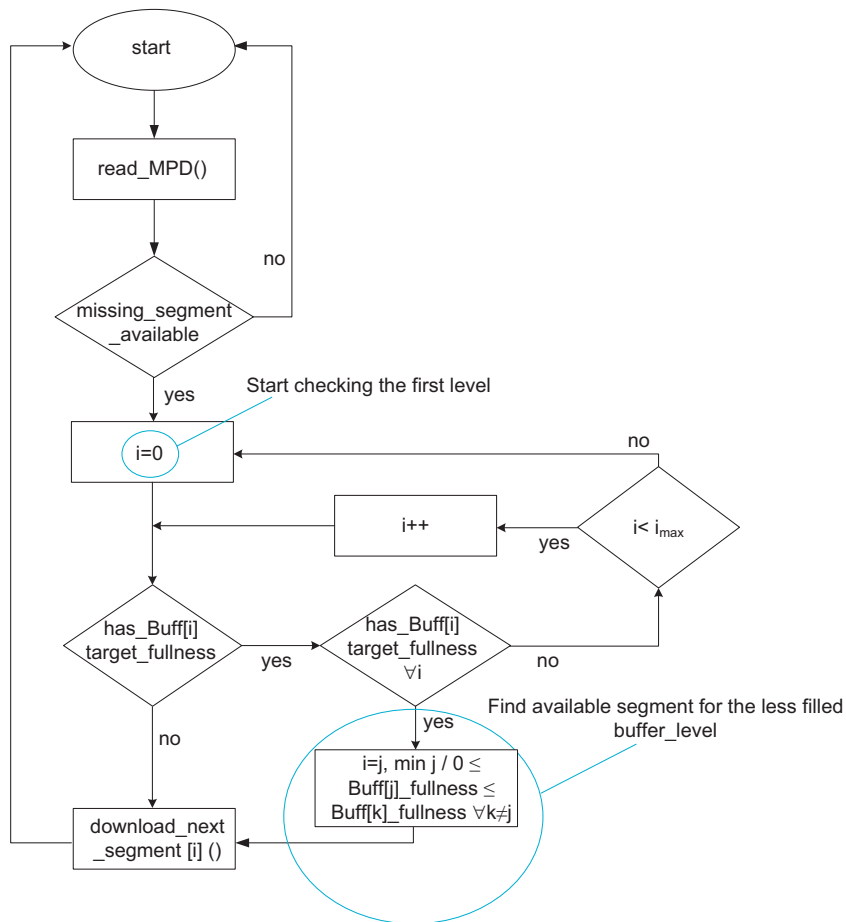 start
read_MPD()
no
missing_segment
_available
yes
Start checking the first level
i=0
no
i++
yes
i< imax
has_Buff[i]
target_fullness
yes
has_Buff[i]
target_fullness
∀i
no
no
yes
Find available segment for the less filled
buffer_level
i=j, min j / 0 ≤
Buff[j]_fullness ≤
Buff[k]_fullness ∀k≠j
download_next
_segment [i] ()